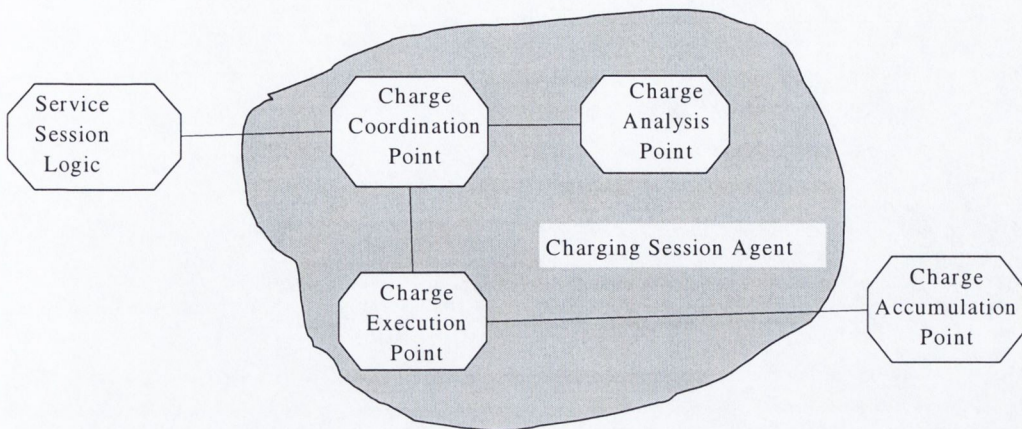 Service
Session
Logic
Charge
Coordination
Point
Charge
Analysis
Point
Charging Session Agent
Charge
Execution
Point
Charge
Accumulation
Point